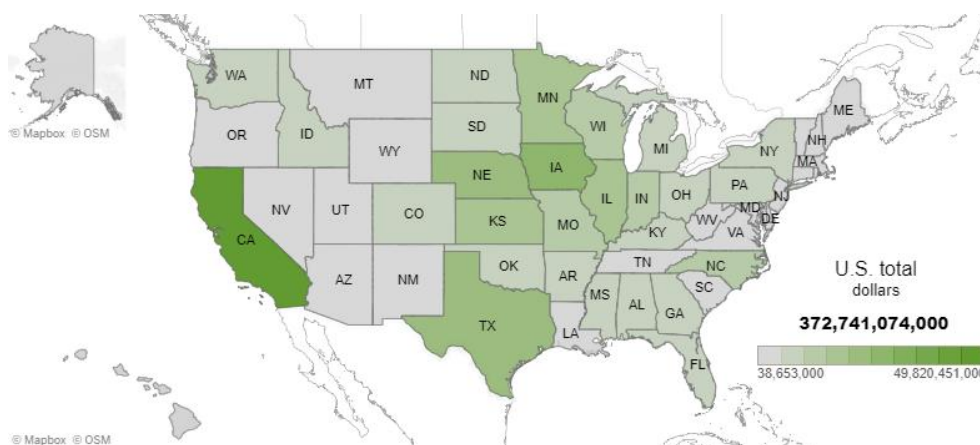 WA
MT
ND
MN
ME
OR
ID
SD
WI
MI
NY
NH
MA
WY
IA
NE
PA
NJ
NV
UT
CO
IL
IN
OH
MD
DE
WV
VA
CA
KS
MO
KY
TN
NC
AZ
NM
OK
AR
SC
MS
AL
GA
TX
LA
FL
U.S. total
dollars
372,741,074,000
38,653,000 49,820,451,000
© Mapbox © OSM
© Mapbox © OSM